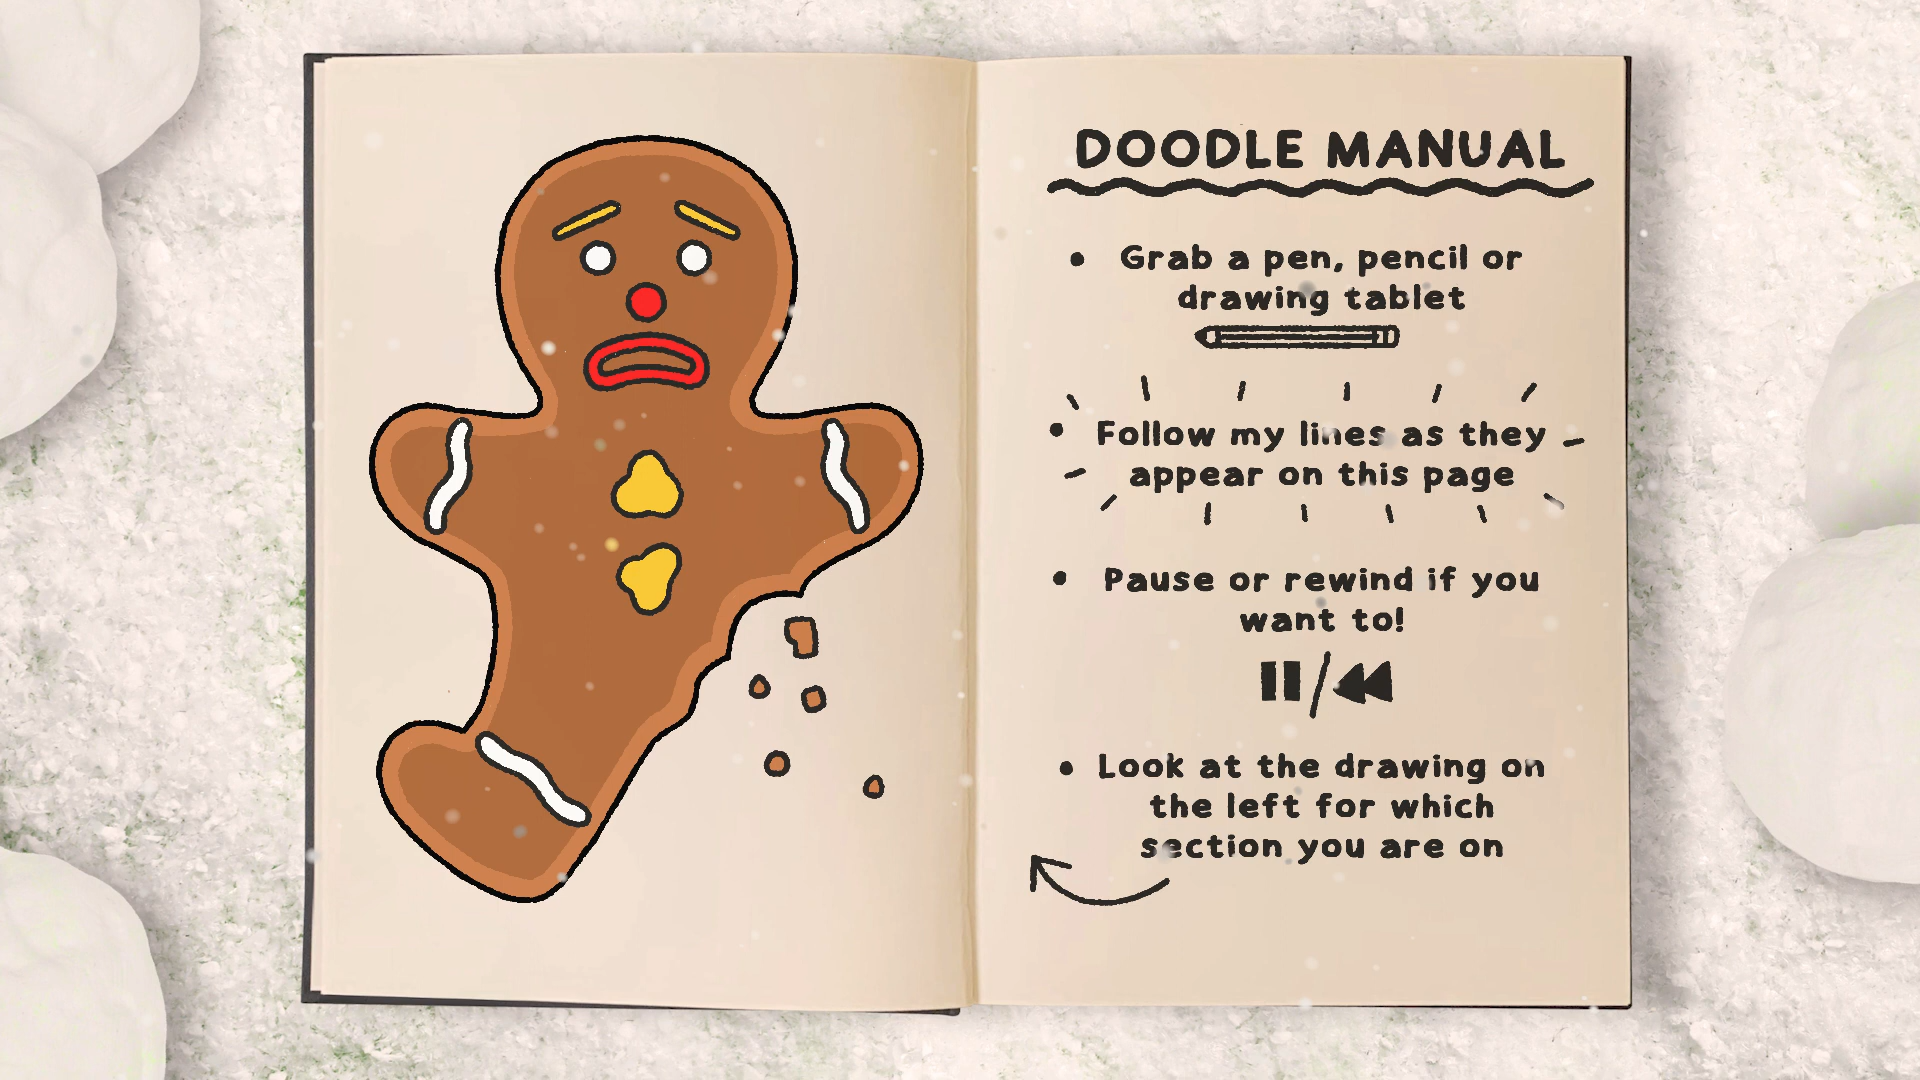 DOODLE MANUAL
• Grab a pen, pencil or
drawing tablet
• Follow my lines as they
appear on this page
• Pause or rewind if you
want to!
• Look at the drawing on
the left for which
section you are on